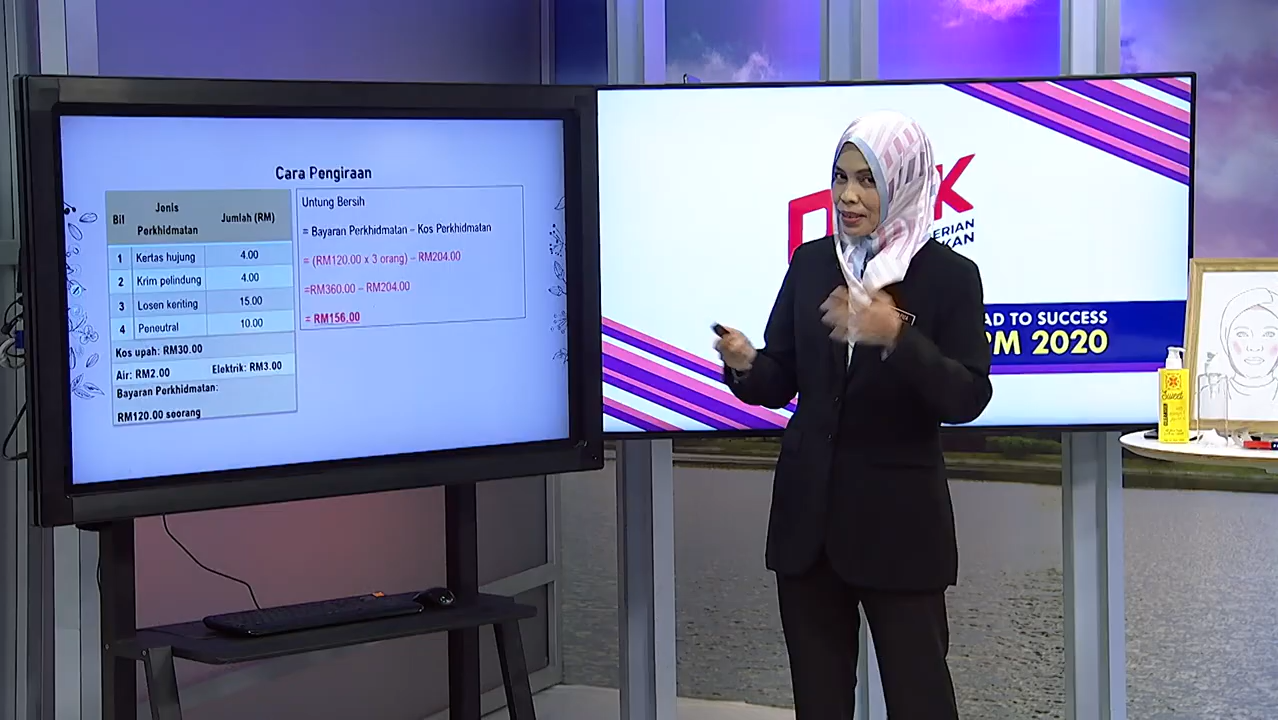 Cara Pengiraan
Bil Jenis Perkhidmatan Jumlah (RM)
1 Kertas hujung 4.00
2 Krim pelindung 4.00
3 Losen keriting 15.00
4 Peneutral 10.00
Kos upah: RM30.00
Air: RM2.00 Elektrik: RM3.00
Bayaran Perkhidmatan:
RM120.00 seorang
Untung Bersih
= Bayaran Perkhidmatan – Kos Perkhidmatan
= (RM120.00 x 3 orang) – RM204.00
=RM360.00 – RM204.00
= RM156.00
K
ERIAN
KAN
AD TO SUCCESS
PM 2020
Sweet